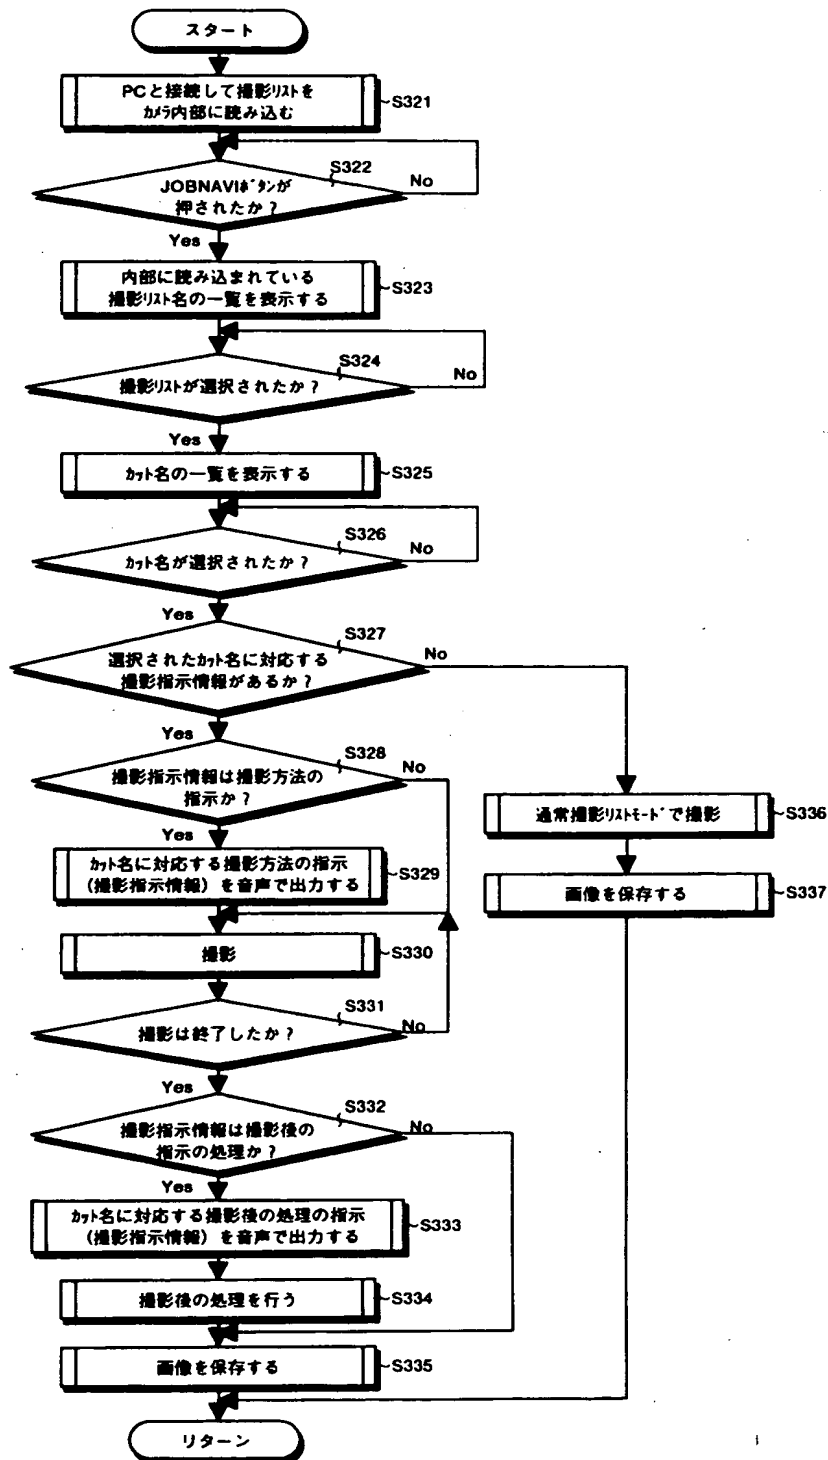 スタート
PCと接続して撮影リストを
カメラ内部に読み込む
S321
S322
JOBNAVIボタンが
押されたか?
No
Yes
内部に読み込まれている
撮影リスト名の一覧を表示する
S323
S324
撮影リストが選択されたか?
No
Yes
カット名の一覧を表示する
S325
S326
カット名が選択されたか?
No
Yes
S327
選択されたカット名に対応する
撮影指示情報があるか?
No
Yes
S328
撮影指示情報は撮影方法の
指示か?
No
Yes
通常撮影リストモードで撮影
S336
カット名に対応する撮影方法の指示
(撮影指示情報)を音声で出力する
S329
画像を保存する
S337
撮影
S330
S331
撮影は終了したか?
No
Yes
S332
撮影指示情報は撮影後の
指示の処理か?
No
Yes
カット名に対応する撮影後の処理の指示
(撮影指示情報)を音声で出力する
S333
撮影後の処理を行う
S334
画像を保存する
S335
リターン